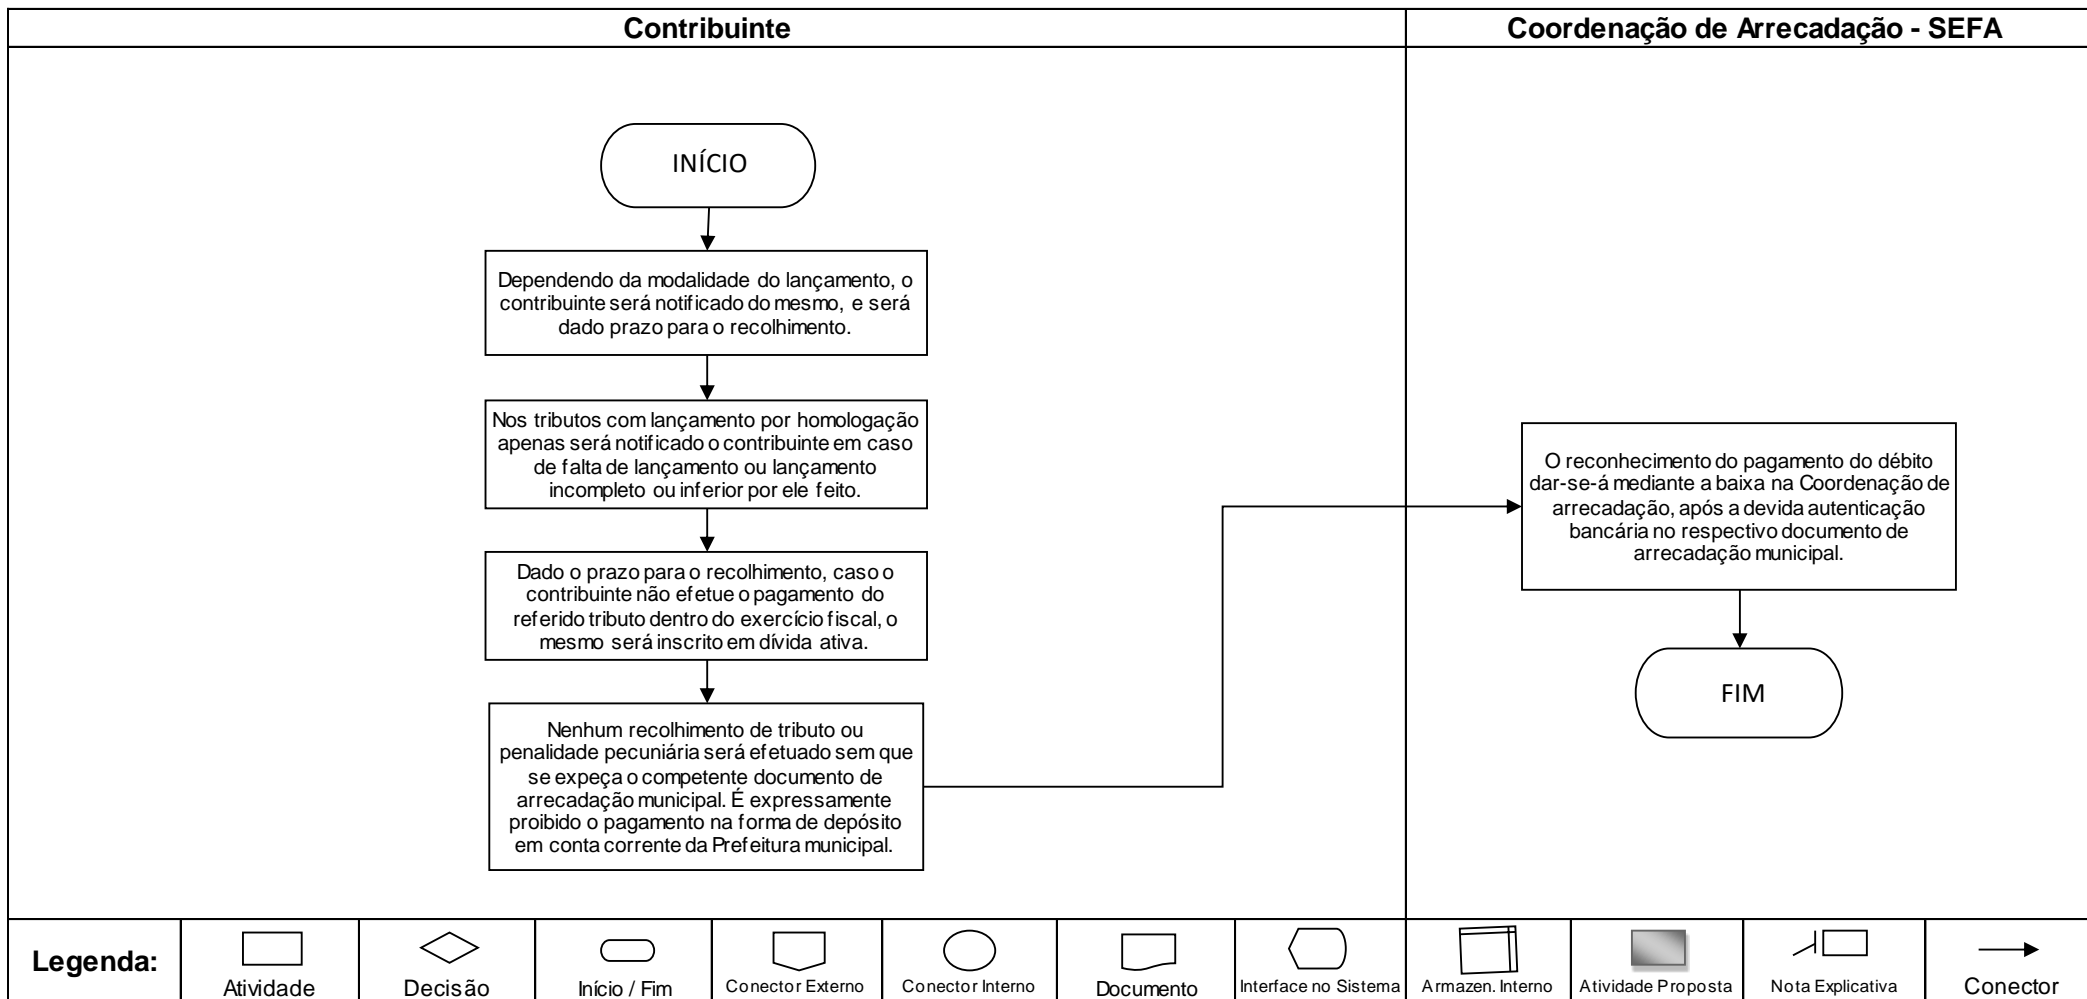 Contribuinte
Coordenação de Arrecadação - SEFA
INÍCIO
Dependendo da modalidade do lançamento, o
contribuinte será notificado do mesmo, e será
dado prazo para o recolhimento.
Nos tributos com lançamento por homologação
apenas será notificado o contribuinte em caso
de falta de lançamento ou lançamento
incompleto ou inferior por ele feito.
Dado o prazo para o recolhimento, caso o
contribuinte não efetue o pagamento do
referido tributo dentro do exercício fiscal, o
mesmo será inscrito em dívida ativa.
Nenhum recolhimento de tributo ou
penalidade pecuniária será efetuado sem que
se expeça o competente documento de
arrecadação municipal. É expressamente
proibido o pagamento na forma de depósito
em conta corrente da Prefeitura municipal.
O reconhecimento do pagamento do débito
dar-se-á mediante a baixa na Coordenação de
arrecadação, após a devida autenticação
bancária no respectivo documento de
arrecadação municipal.
FIM
Legenda:
Atividade
Decisão
Início / Fim
Conector Externo
Conector Interno
Documento
Interface no Sistema
Armazen. Interno
Atividade Proposta
Nota Explicativa
Conector